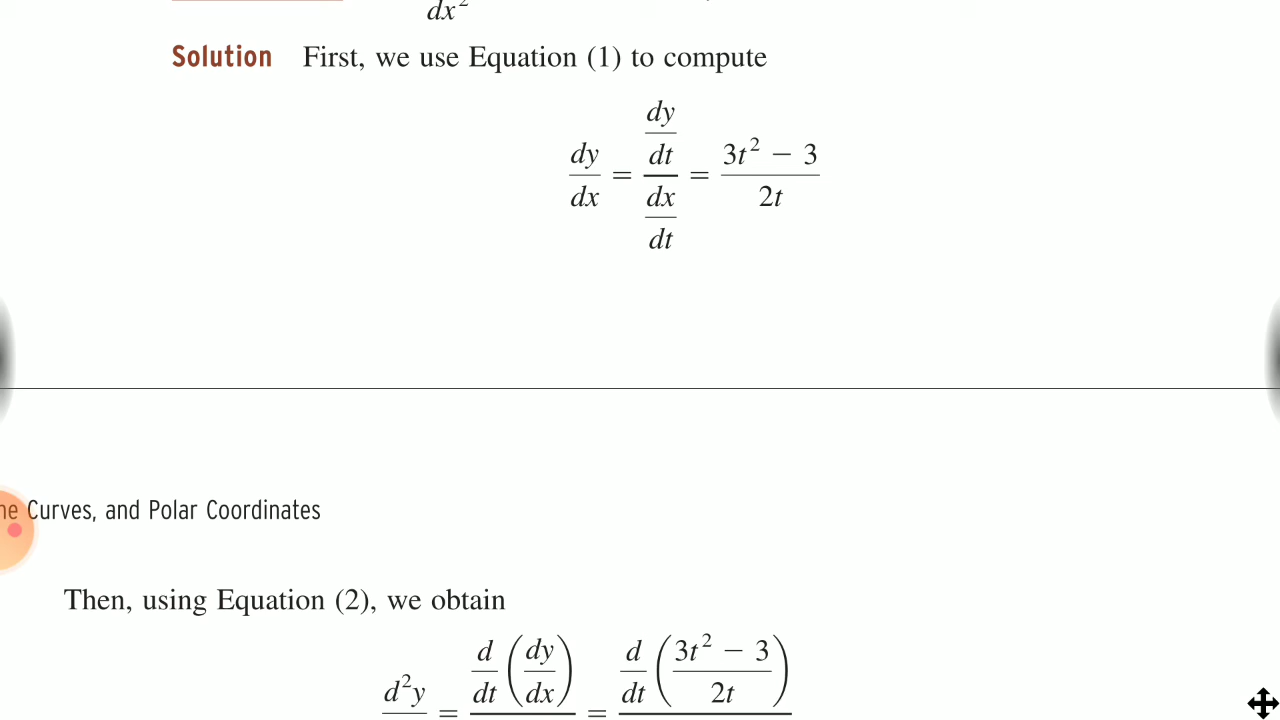 dx²
Solution First, we use Equation (1) to compute
dy/dx = (dy/dt)/(dx/dt) = (3t² − 3)/(2t)
ne Curves, and Polar Coordinates
Then, using Equation (2), we obtain
d²y = d/dt (dy/dx) = d/dt ((3t² − 3)/(2t))